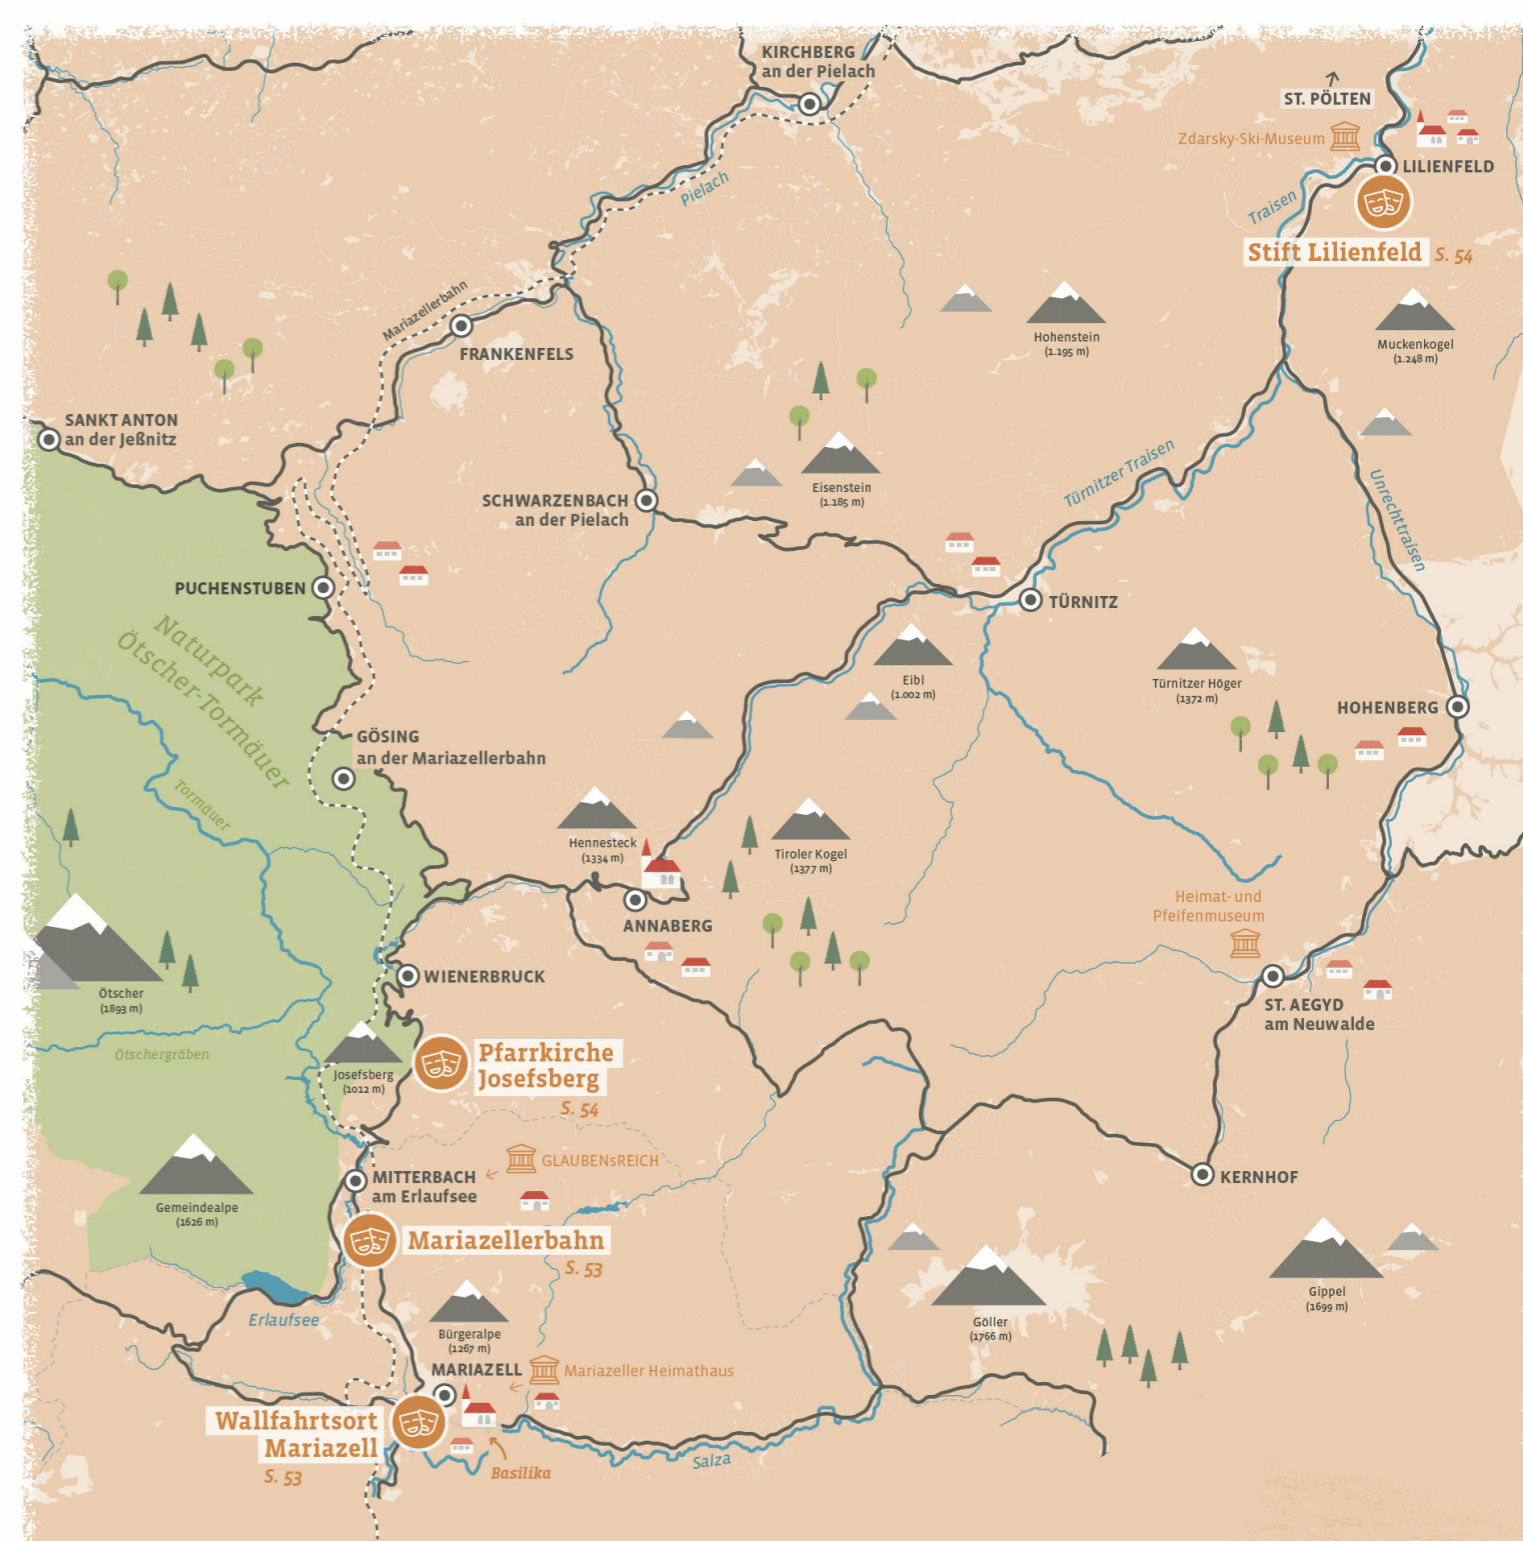 KIRCHBERG
an der Pielach
ST. PÖLTEN
Zdarsky-Ski-Museum
LILIENFELD
Pielach
Traisen
Stift Lilienfeld S. 54
Mariazellerbahn
FRANKENFELS
Hohenstein
(1.195 m)
Muckenkogel
(1.248 m)
SANKT ANTON
an der Jeßnitz
Türnitzer Traisen
Unrechttraisen
Eisenstein
(1.185 m)
SCHWARZENBACH
an der Pielach
PUCHENSTUBEN
TÜRNITZ
Naturpark
Ötscher-Tormäuer
Eibl
(1.002 m)
Türnitzer Höger
(1372 m)
HOHENBERG
GÖSING
an der Mariazellerbahn
Tormäuer
Hennesteck
(1334 m)
Tiroler Kogel
(1377 m)
ANNABERG
Heimat- und
Pfeifenmuseum
WIENERBRUCK
Ötscher
(1893 m)
ST. AEGYD
am Neuwalde
Ötschergräben
Josefsberg
(1012 m)
Pfarrkirche
Josefsberg
S. 54
GLAUBENsREICH
MITTERBACH
am Erlaufsee
KERNHOF
Gemeindealpe
(1626 m)
Mariazellerbahn
S. 53
Erlaufsee
Bürgeralpe
(1267 m)
Göller
(1766 m)
Gippel
(1699 m)
MARIAZELL
Mariazeller Heimathaus
Wallfahrtsort
Mariazell
S. 53
Basilika
Salza